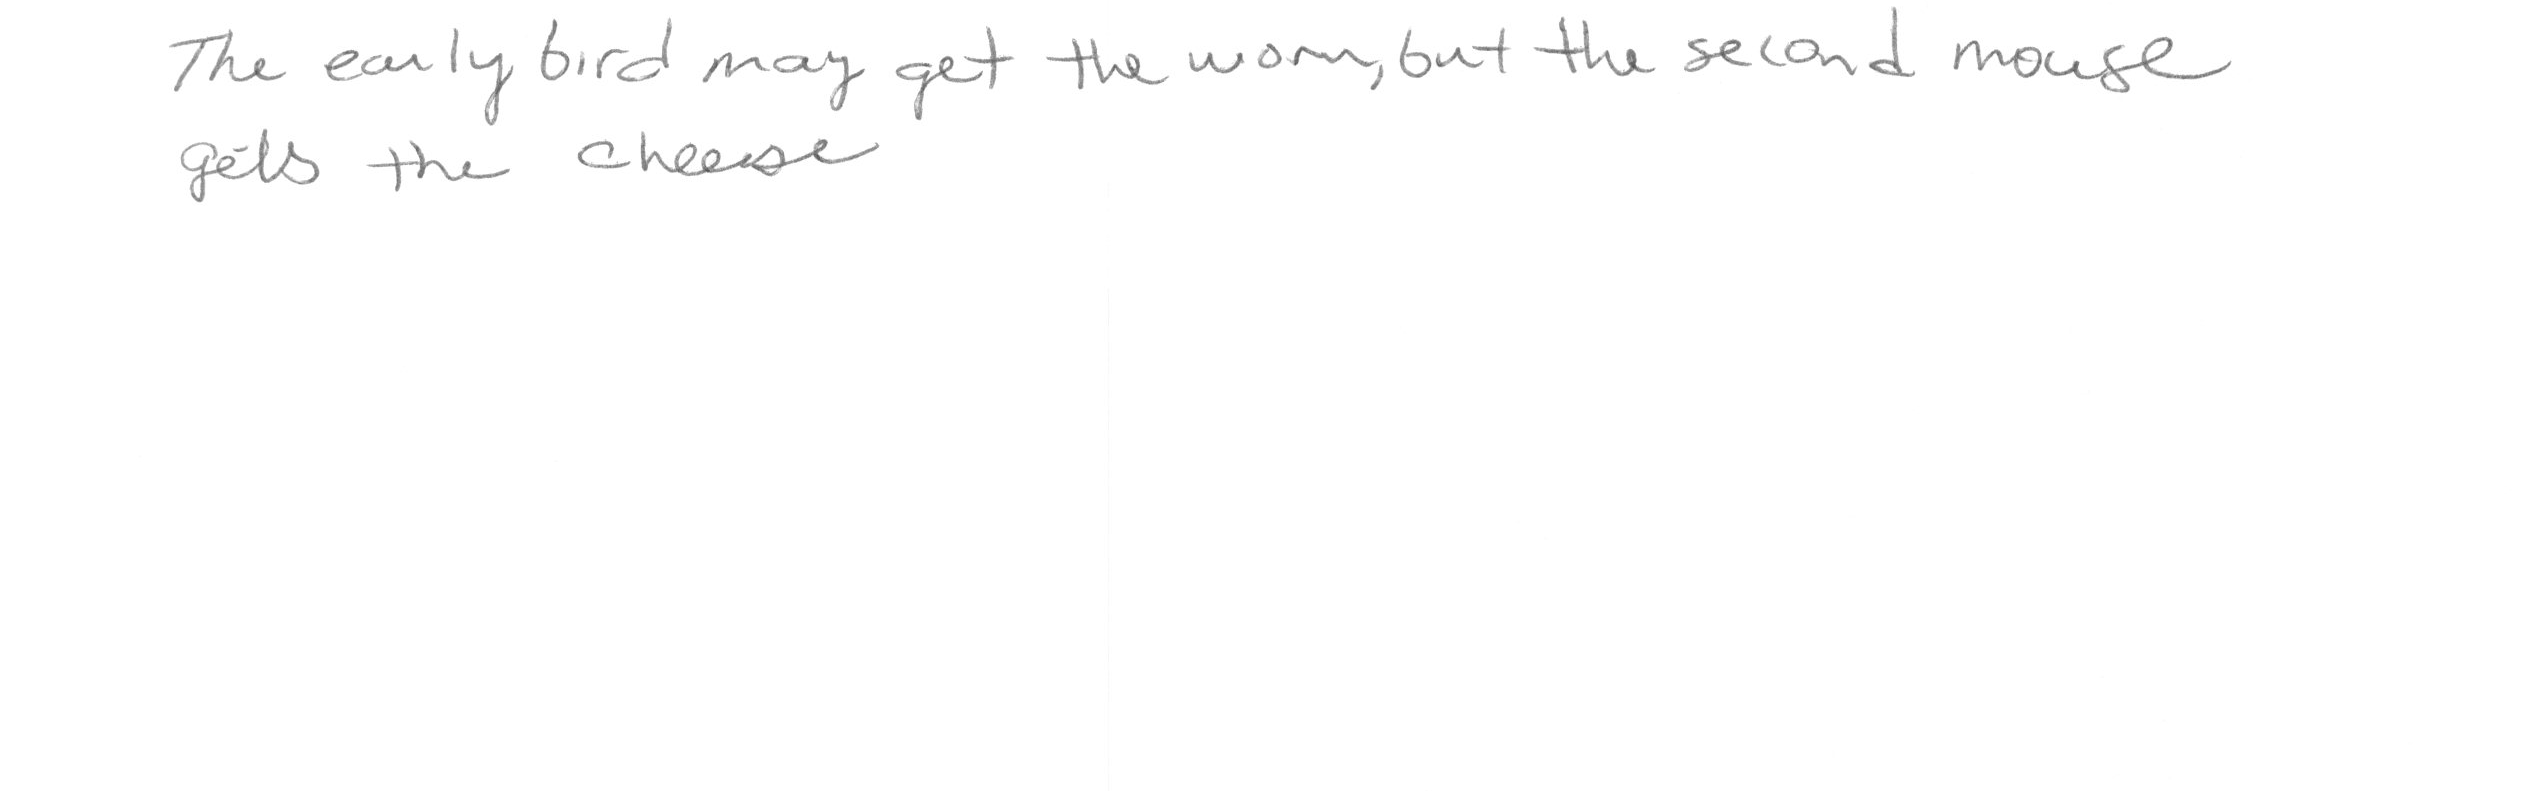 The early bird may get the worm, but the second mouse
gets the cheese